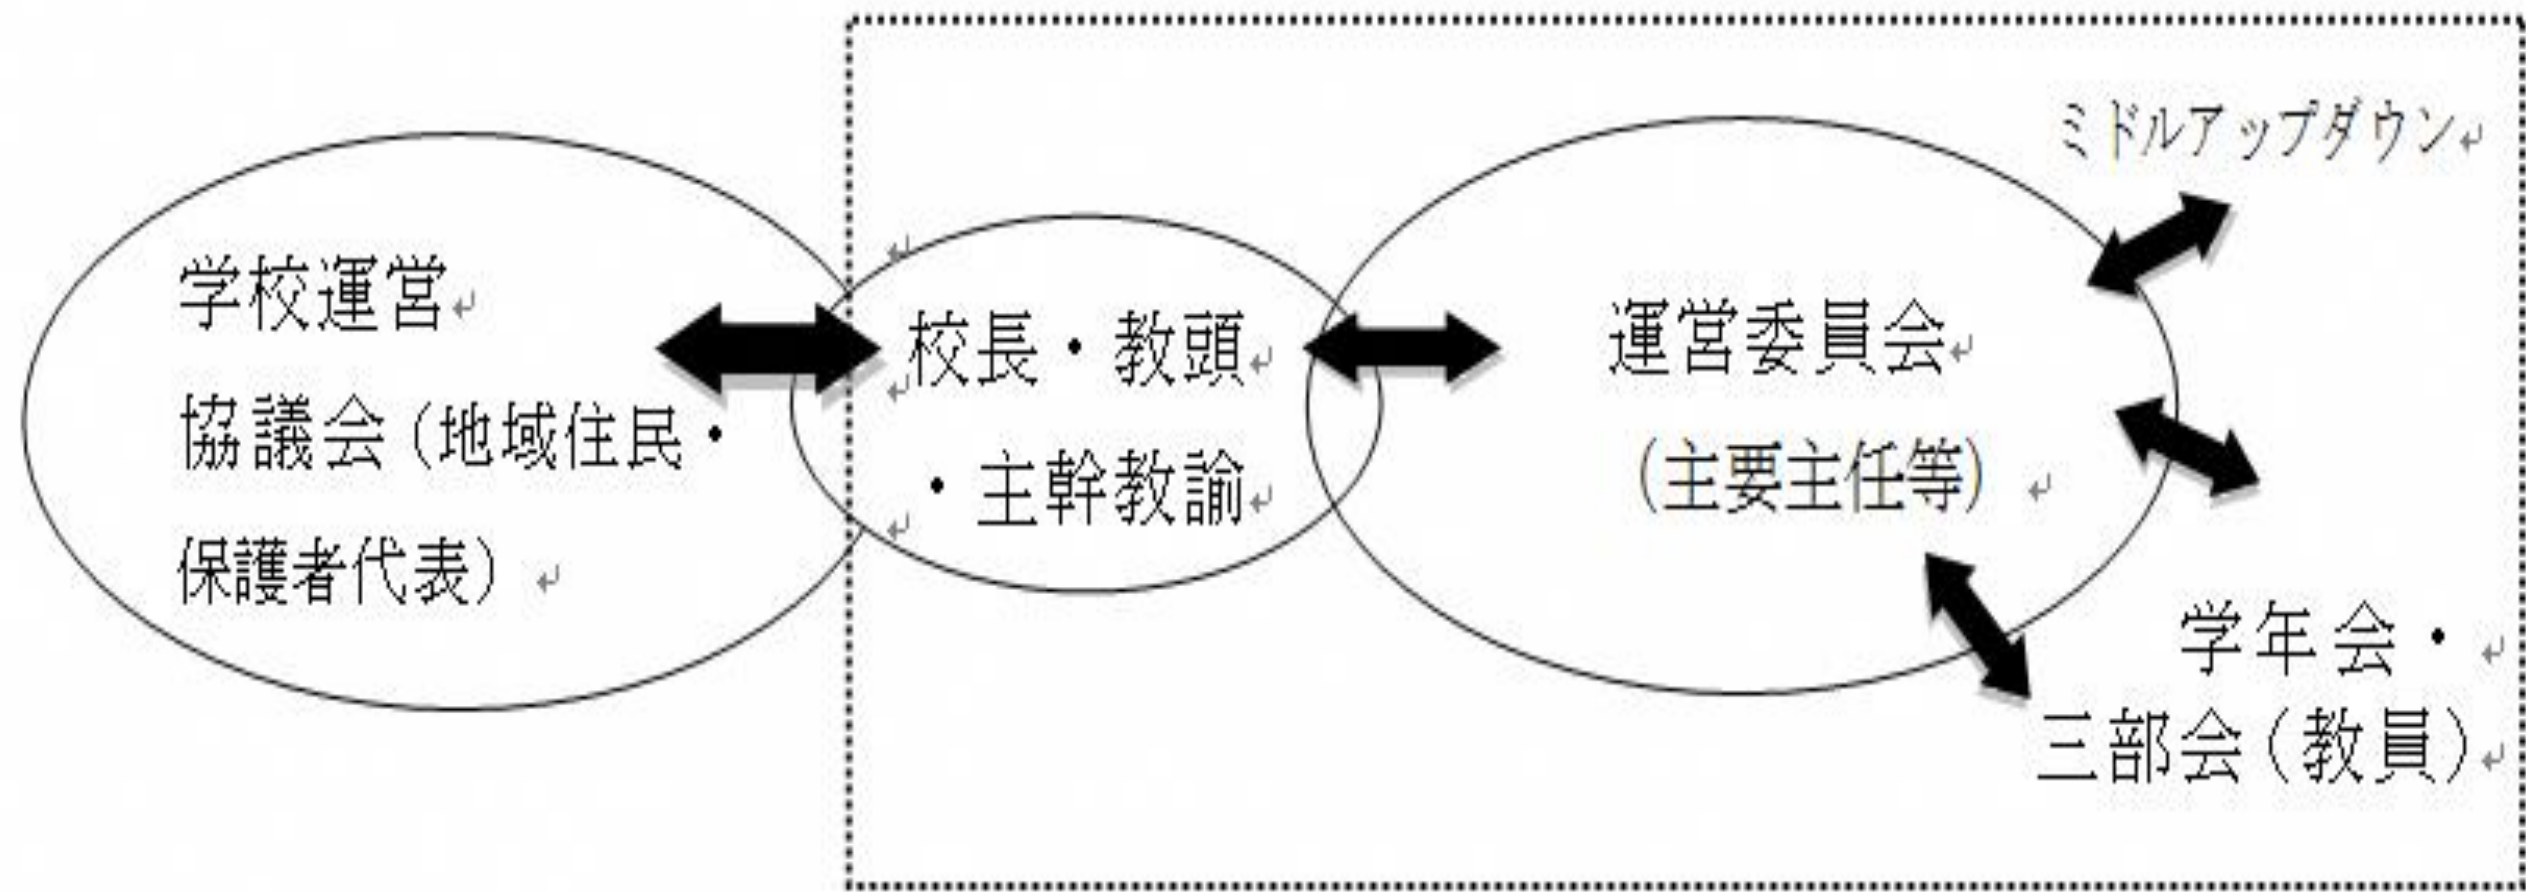 学校運営
協議会（地域住民・
保護者代表）
校長・教頭
・主幹教諭
運営委員会
（主要主任等）
ミドルアップダウン
学年会・
三部会（教員）